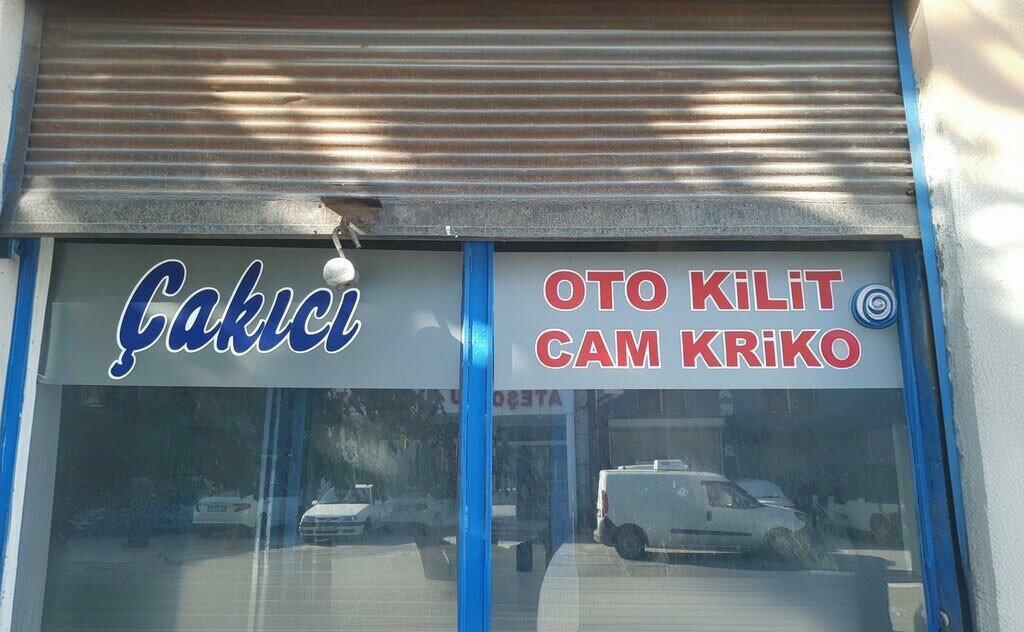 Çakıcı
OTO KiLiT
CAM KRiKO